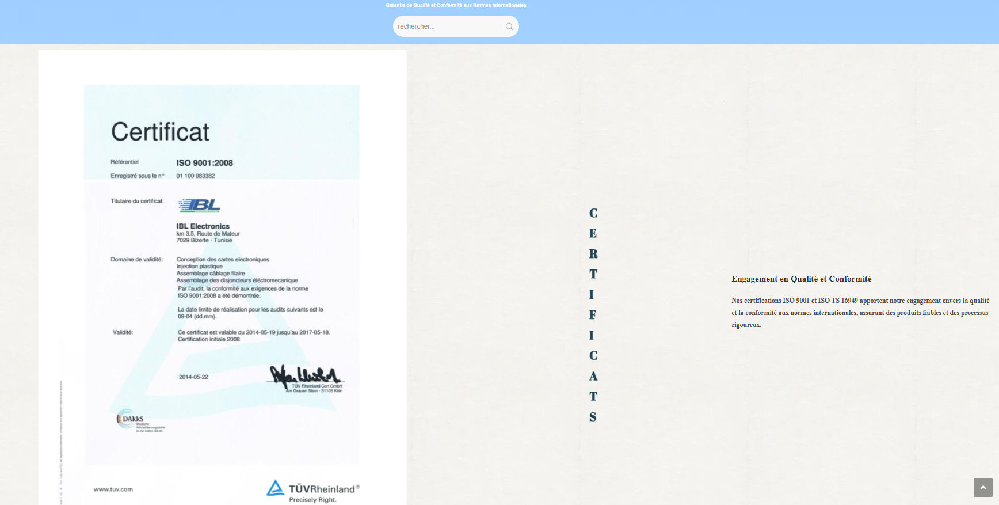 Garantie de Qualité et Conformité aux Normes Internationales
rechercher...
Certificat
Référentiel ISO 9001:2008
Enregistré sous le n° 01 100 083382
Titulaire du certificat: IBL
IBL Electronics
km 3.5, Route de Mateur
7029 Bizerte - Tunisie
Domaine de validité: Conception des cartes electroniques
Injection plastique
Assemblage câblage filaire
Assemblage des disjoncteurs éléctromecanique
Par l'audit, la conformité aux exigences de la norme
ISO 9001:2008 a été démontrée.
La date limite de réalisation pour les audits suivants est le
09-04 (dd.mm).
Validité: Ce certificat est valable du 2014-05-19 jusqu'au 2017-05-18.
Certification initiale 2008
2014-05-22
TÜV Rheinland Cert GmbH
Am Grauen Stein - 51105 Köln
DAkkS
Deutsche
Akkreditierungsstelle
www.tuv.com
TÜVRheinland®
Precisely Right.
C
E
R
T
I
F
I
C
A
T
S
Engagement en Qualité et Conformité
Nos certifications ISO 9001 et ISO TS 16949 apportent notre engagement envers la qualité
et la conformité aux normes internationales, assurant des produits fiables et des processus
rigoureux.